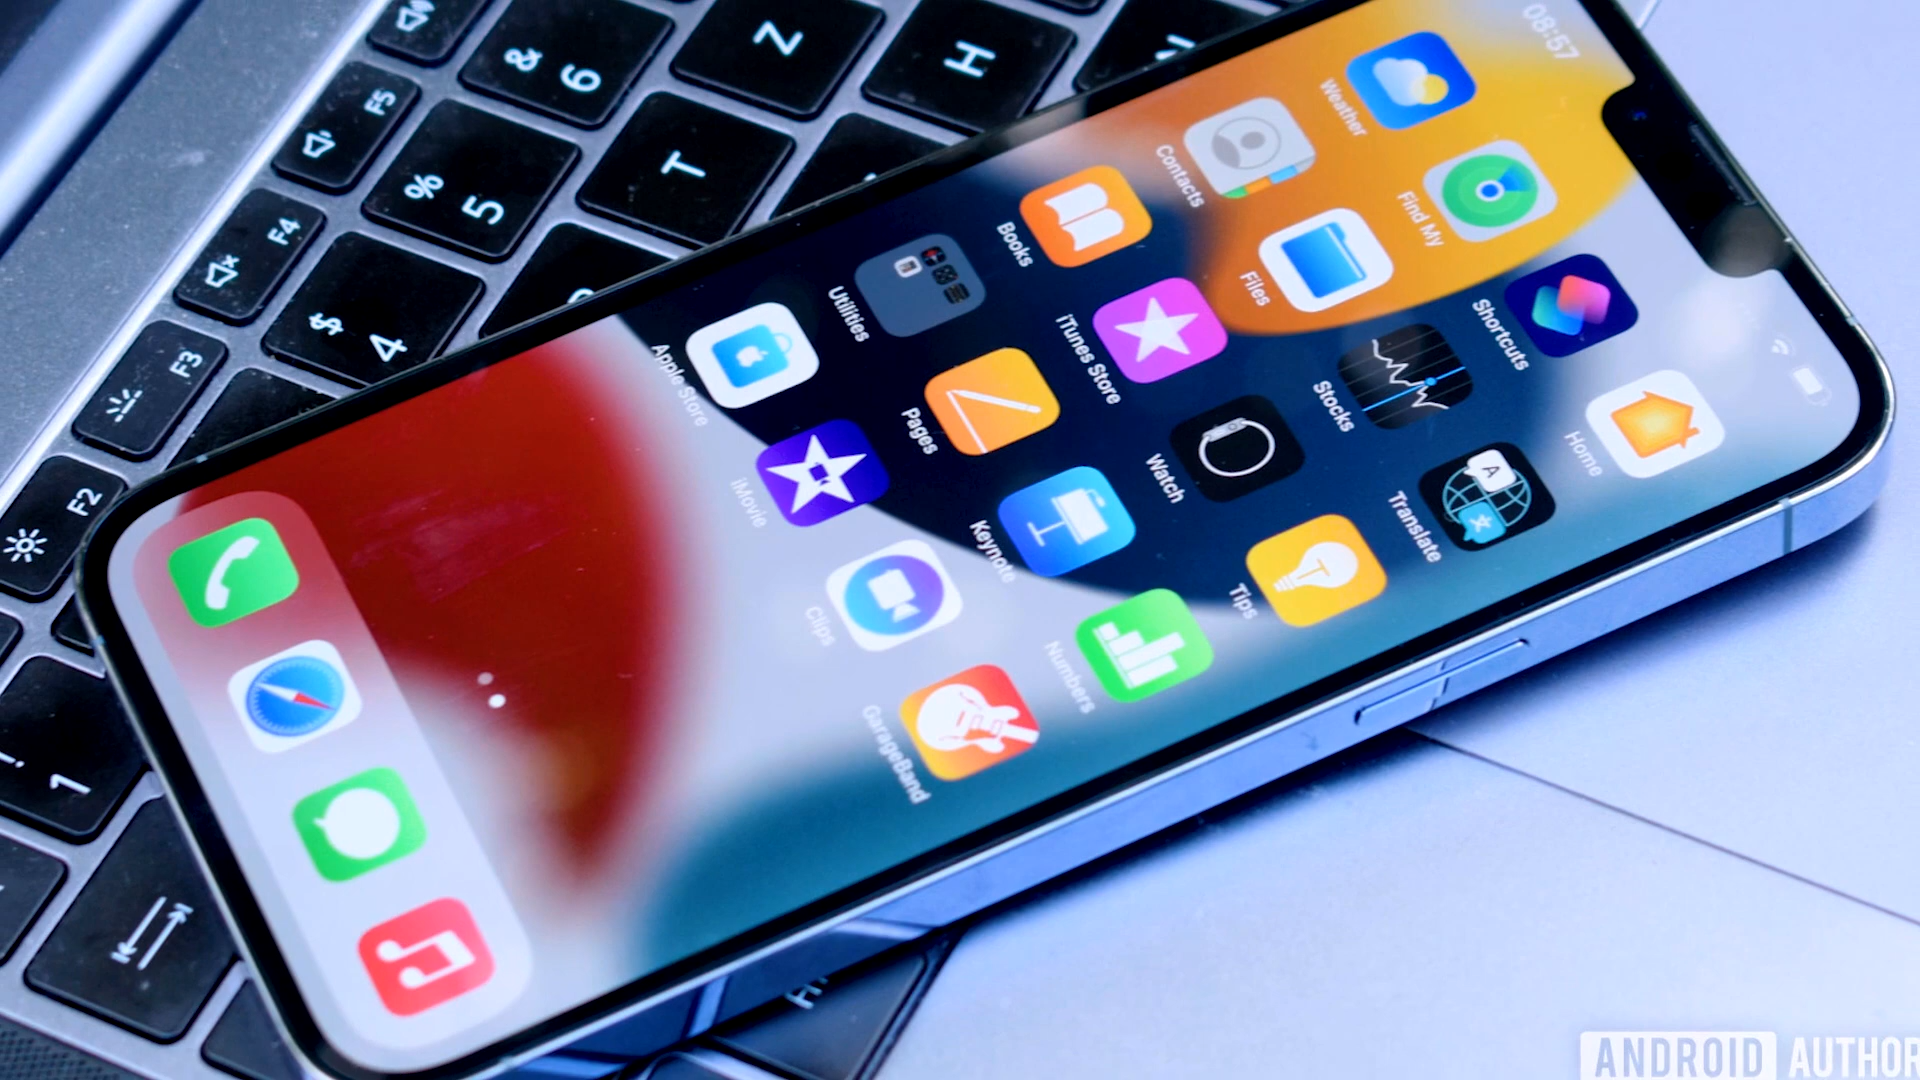 08:57
Weather
Find My
Shortcuts
Home
Contacts
Files
Stocks
Translate
Books
iTunes Store
Watch
Tips
Utilities
Pages
Keynote
Numbers
Apple Store
iMovie
Clips
GarageBand
A
&
6
Z
H
F5
%
5
T
F4
$
4
F3
F2
!
1
ANDROID AUTHOR